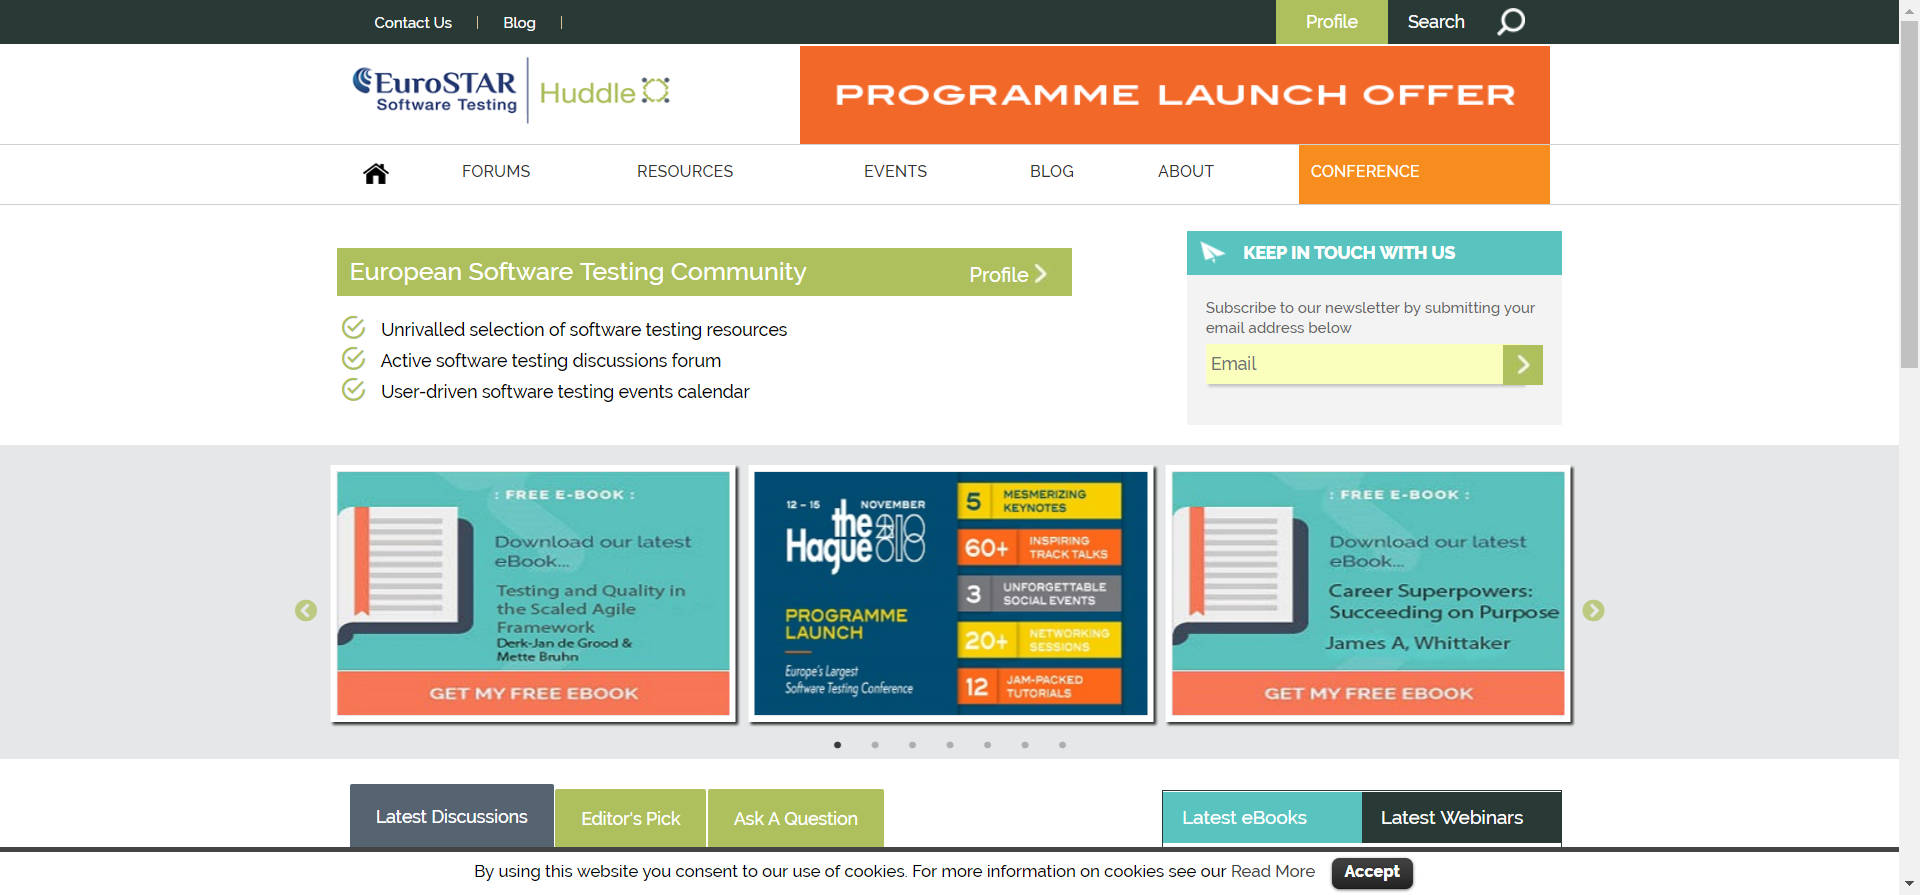 Contact Us | Blog |
Profile
Search
EuroSTAR
Software Testing
Huddle
PROGRAMME LAUNCH OFFER
FORUMS
RESOURCES
EVENTS
BLOG
ABOUT
CONFERENCE
European Software Testing Community
Profile
Unrivalled selection of software testing resources
Active software testing discussions forum
User-driven software testing events calendar
KEEP IN TOUCH WITH US
Subscribe to our newsletter by submitting your
email address below
Email
: FREE E-BOOK :
Download our latest
eBook...
Testing and Quality in
the Scaled Agile
Framework
Derk-Jan de Grood &
Mette Bruhn
GET MY FREE EBOOK
12 – 15 NOVEMBER
the
Hague
2018
PROGRAMME
LAUNCH
Europe's Largest
Software Testing Conference
5 MESMERIZING
KEYNOTES
60+ INSPIRING
TRACK TALKS
3 UNFORGETTABLE
SOCIAL EVENTS
20+ NETWORKING
SESSIONS
12 JAM-PACKED
TUTORIALS
: FREE E-BOOK :
Download our latest
eBook...
Career Superpowers:
Succeeding on Purpose
James A, Whittaker
GET MY FREE EBOOK
Latest Discussions
Editor's Pick
Ask A Question
Latest eBooks
Latest Webinars
By using this website you consent to our use of cookies. For more information on cookies see our Read More
Accept